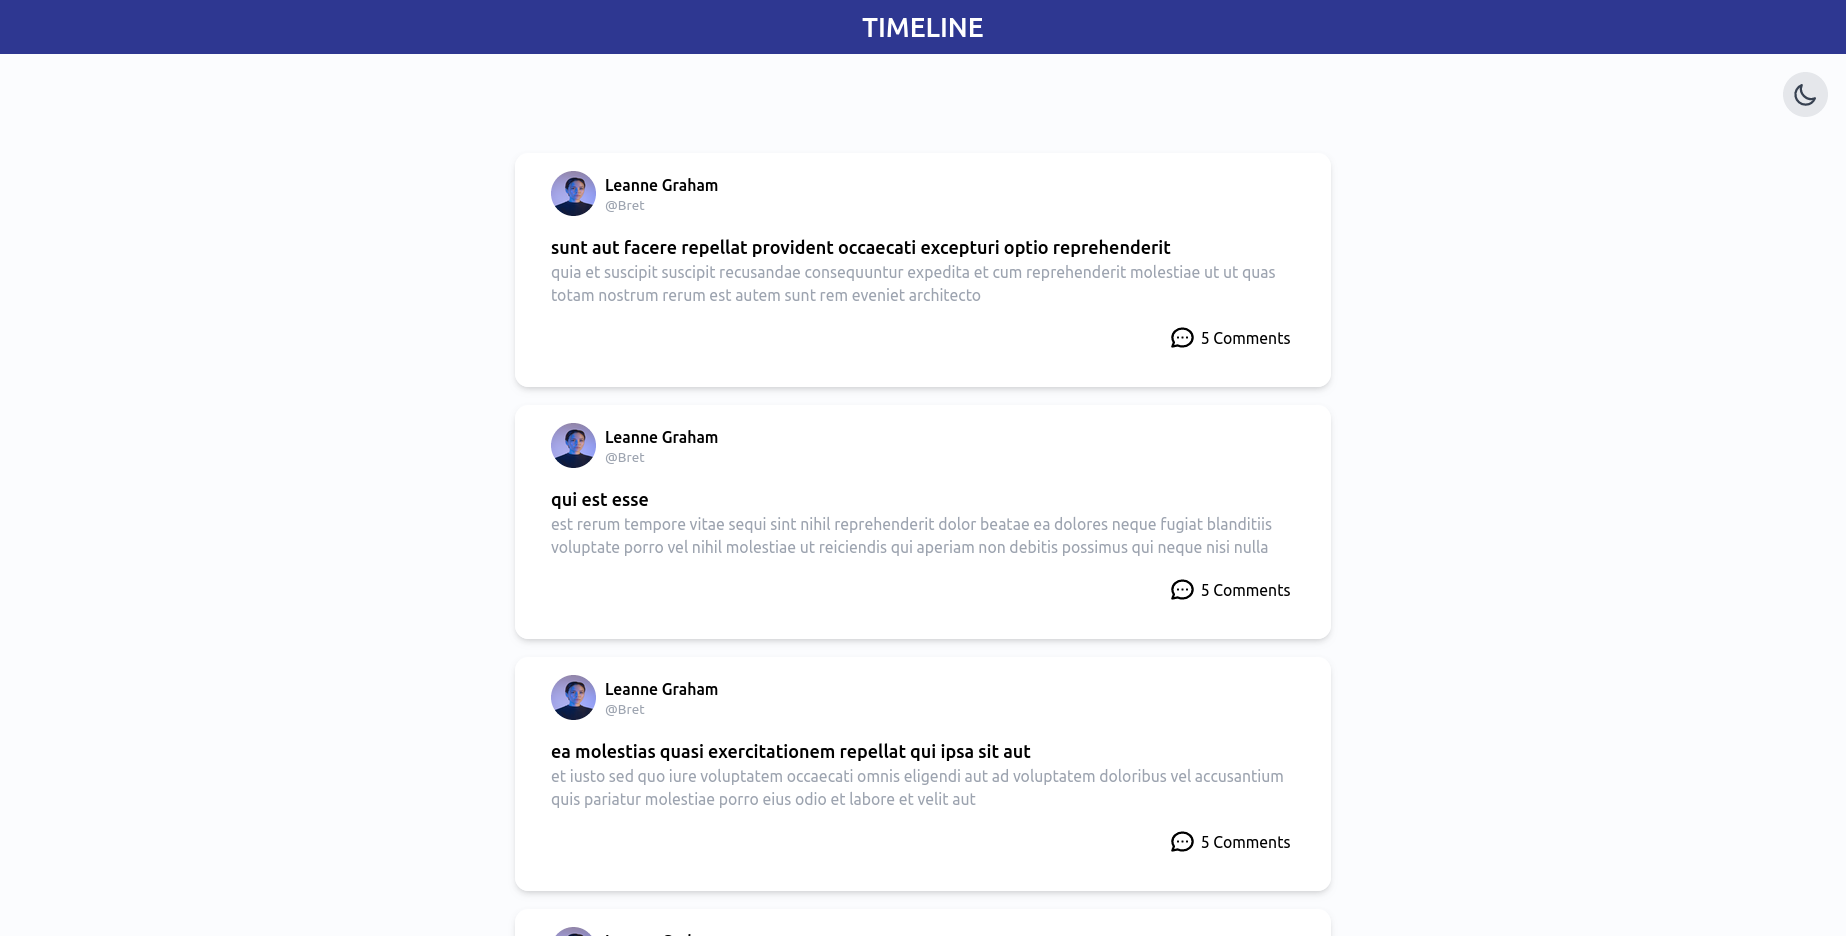 TIMELINE
Leanne Graham
@Bret
sunt aut facere repellat provident occaecati excepturi optio reprehenderit
quia et suscipit suscipit recusandae consequuntur expedita et cum reprehenderit molestiae ut ut quas
totam nostrum rerum est autem sunt rem eveniet architecto
5 Comments
Leanne Graham
@Bret
qui est esse
est rerum tempore vitae sequi sint nihil reprehenderit dolor beatae ea dolores neque fugiat blanditiis
voluptate porro vel nihil molestiae ut reiciendis qui aperiam non debitis possimus qui neque nisi nulla
5 Comments
Leanne Graham
@Bret
ea molestias quasi exercitationem repellat qui ipsa sit aut
et iusto sed quo iure voluptatem occaecati omnis eligendi aut ad voluptatem doloribus vel accusantium
quis pariatur molestiae porro eius odio et labore et velit aut
5 Comments